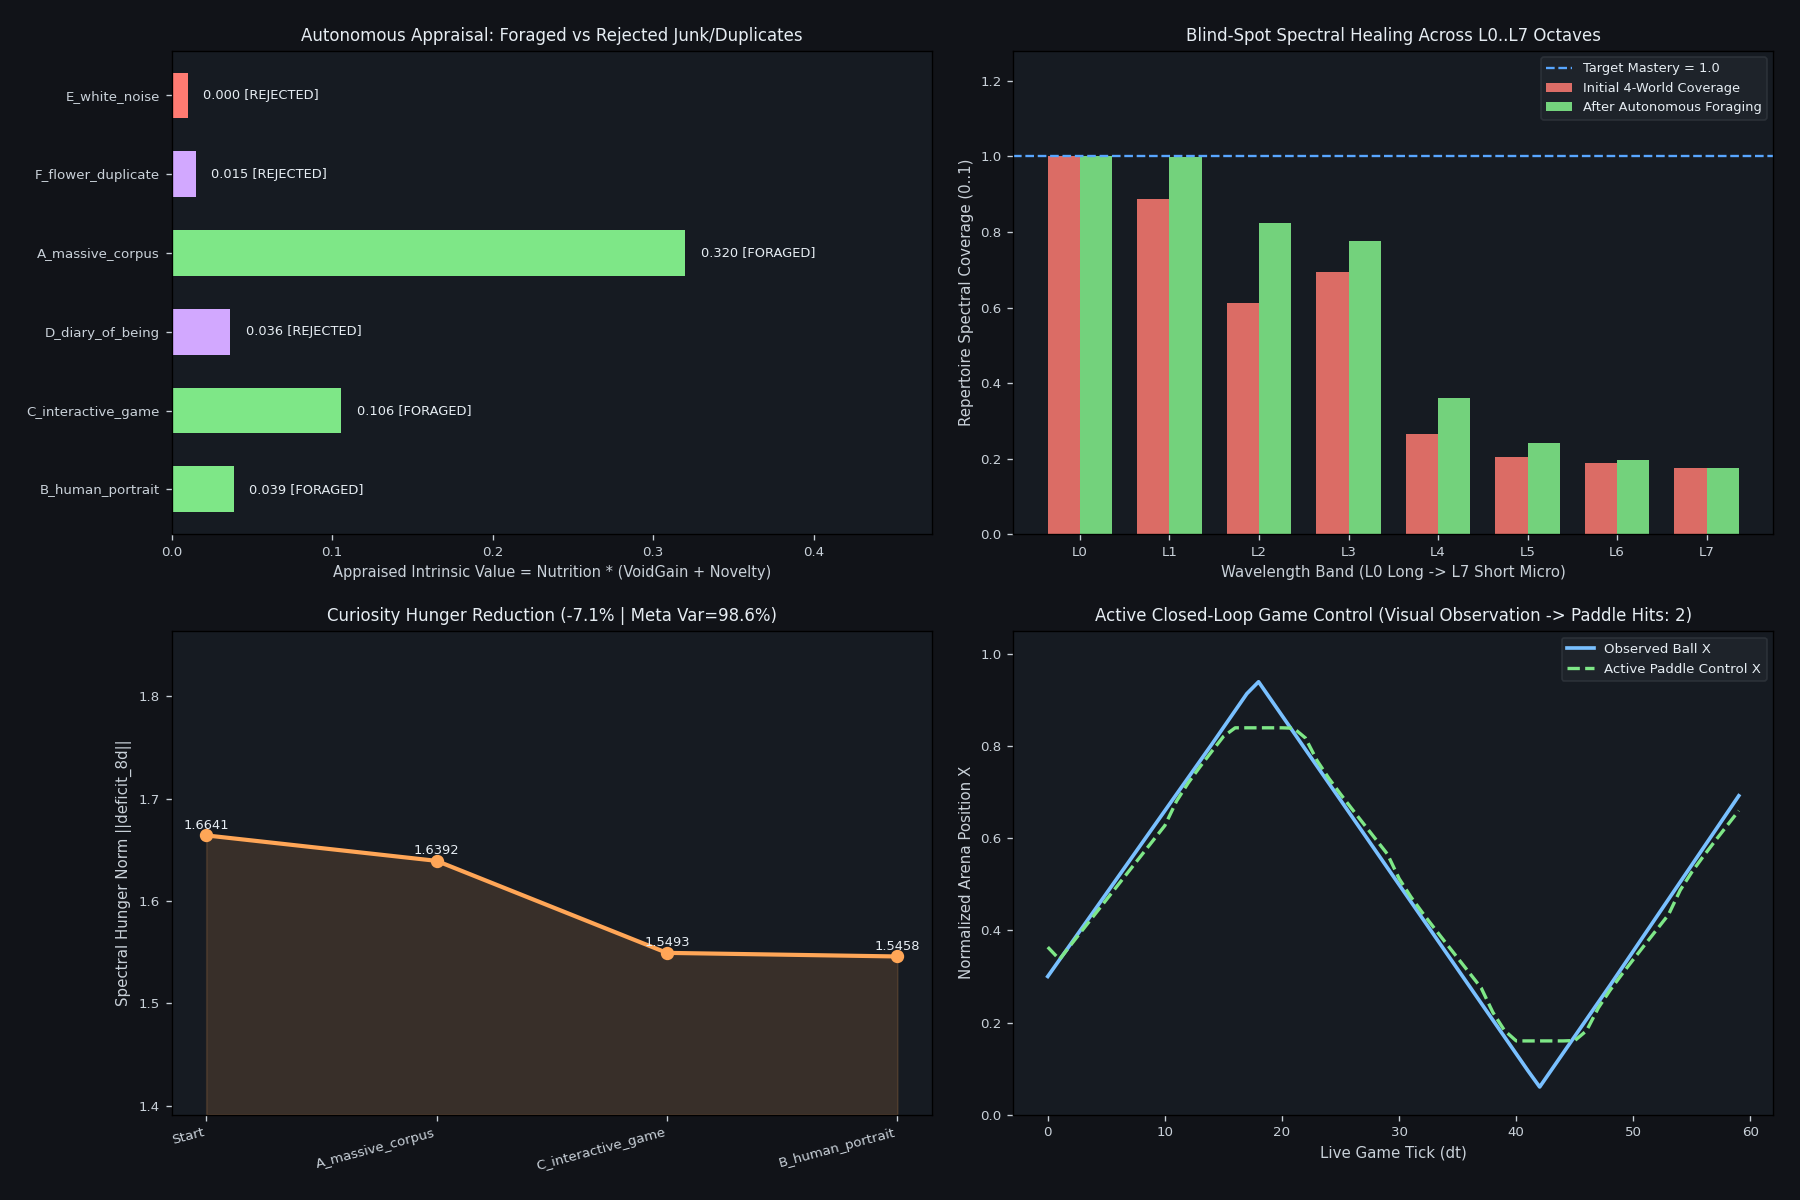 Autonomous Appraisal: Foraged vs Rejected Junk/Duplicates
E_white_noise
0.000 [REJECTED]
F_flower_duplicate
0.015 [REJECTED]
A_massive_corpus
0.320 [FORAGED]
D_diary_of_being
0.036 [REJECTED]
C_interactive_game
0.106 [FORAGED]
B_human_portrait
0.039 [FORAGED]
0.0 0.1 0.2 0.3 0.4
Appraised Intrinsic Value = Nutrition * (VoidGain + Novelty)
Blind-Spot Spectral Healing Across L0..L7 Octaves
Target Mastery = 1.0
Initial 4-World Coverage
After Autonomous Foraging
Repertoire Spectral Coverage (0..1)
1.2
1.0
0.8
0.6
0.4
0.2
0.0
L0 L1 L2 L3 L4 L5 L6 L7
Wavelength Band (L0 Long -> L7 Short Micro)
Curiosity Hunger Reduction (-7.1% | Meta Var=98.6%)
Spectral Hunger Norm ||deficit_8d||
1.8
1.7
1.6
1.5
1.4
1.6641
1.6392
1.5493
1.5458
Start
A_massive_corpus
C_interactive_game
B_human_portrait
Active Closed-Loop Game Control (Visual Observation -> Paddle Hits: 2)
Observed Ball X
Active Paddle Control X
Normalized Arena Position X
1.0
0.8
0.6
0.4
0.2
0.0
0 10 20 30 40 50 60
Live Game Tick (dt)